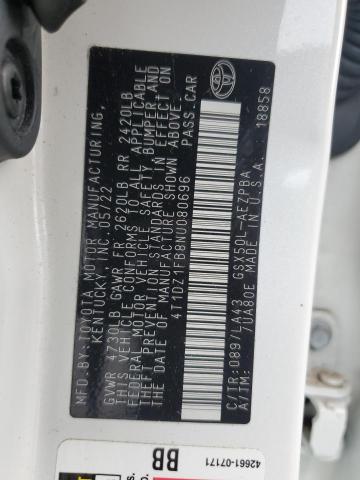 MFD.BY:TOYOTA MOTOR MANUFACTURING,
KENTUCKY, INC. 05/22
GVWR 4730LB GAWR FR 2620LB RR 2420LB
THIS VEHICLE CONFORMS TO ALL APPLICABLE
FEDERAL MOTOR VEHICLE SAFETY, BUMPER, AND
THEFT PREVENTION STANDARDS IN EFFECT ON
THE DATE OF MANUFACTURE SHOWN ABOVE.
4T1DZ1FB8NU080696 PASS.CAR
C/TR: 089/LA43 GSX50L-AEZPBA
A/TM: 70A80E MADE IN U.S.A. 18858
42661-07171
BB